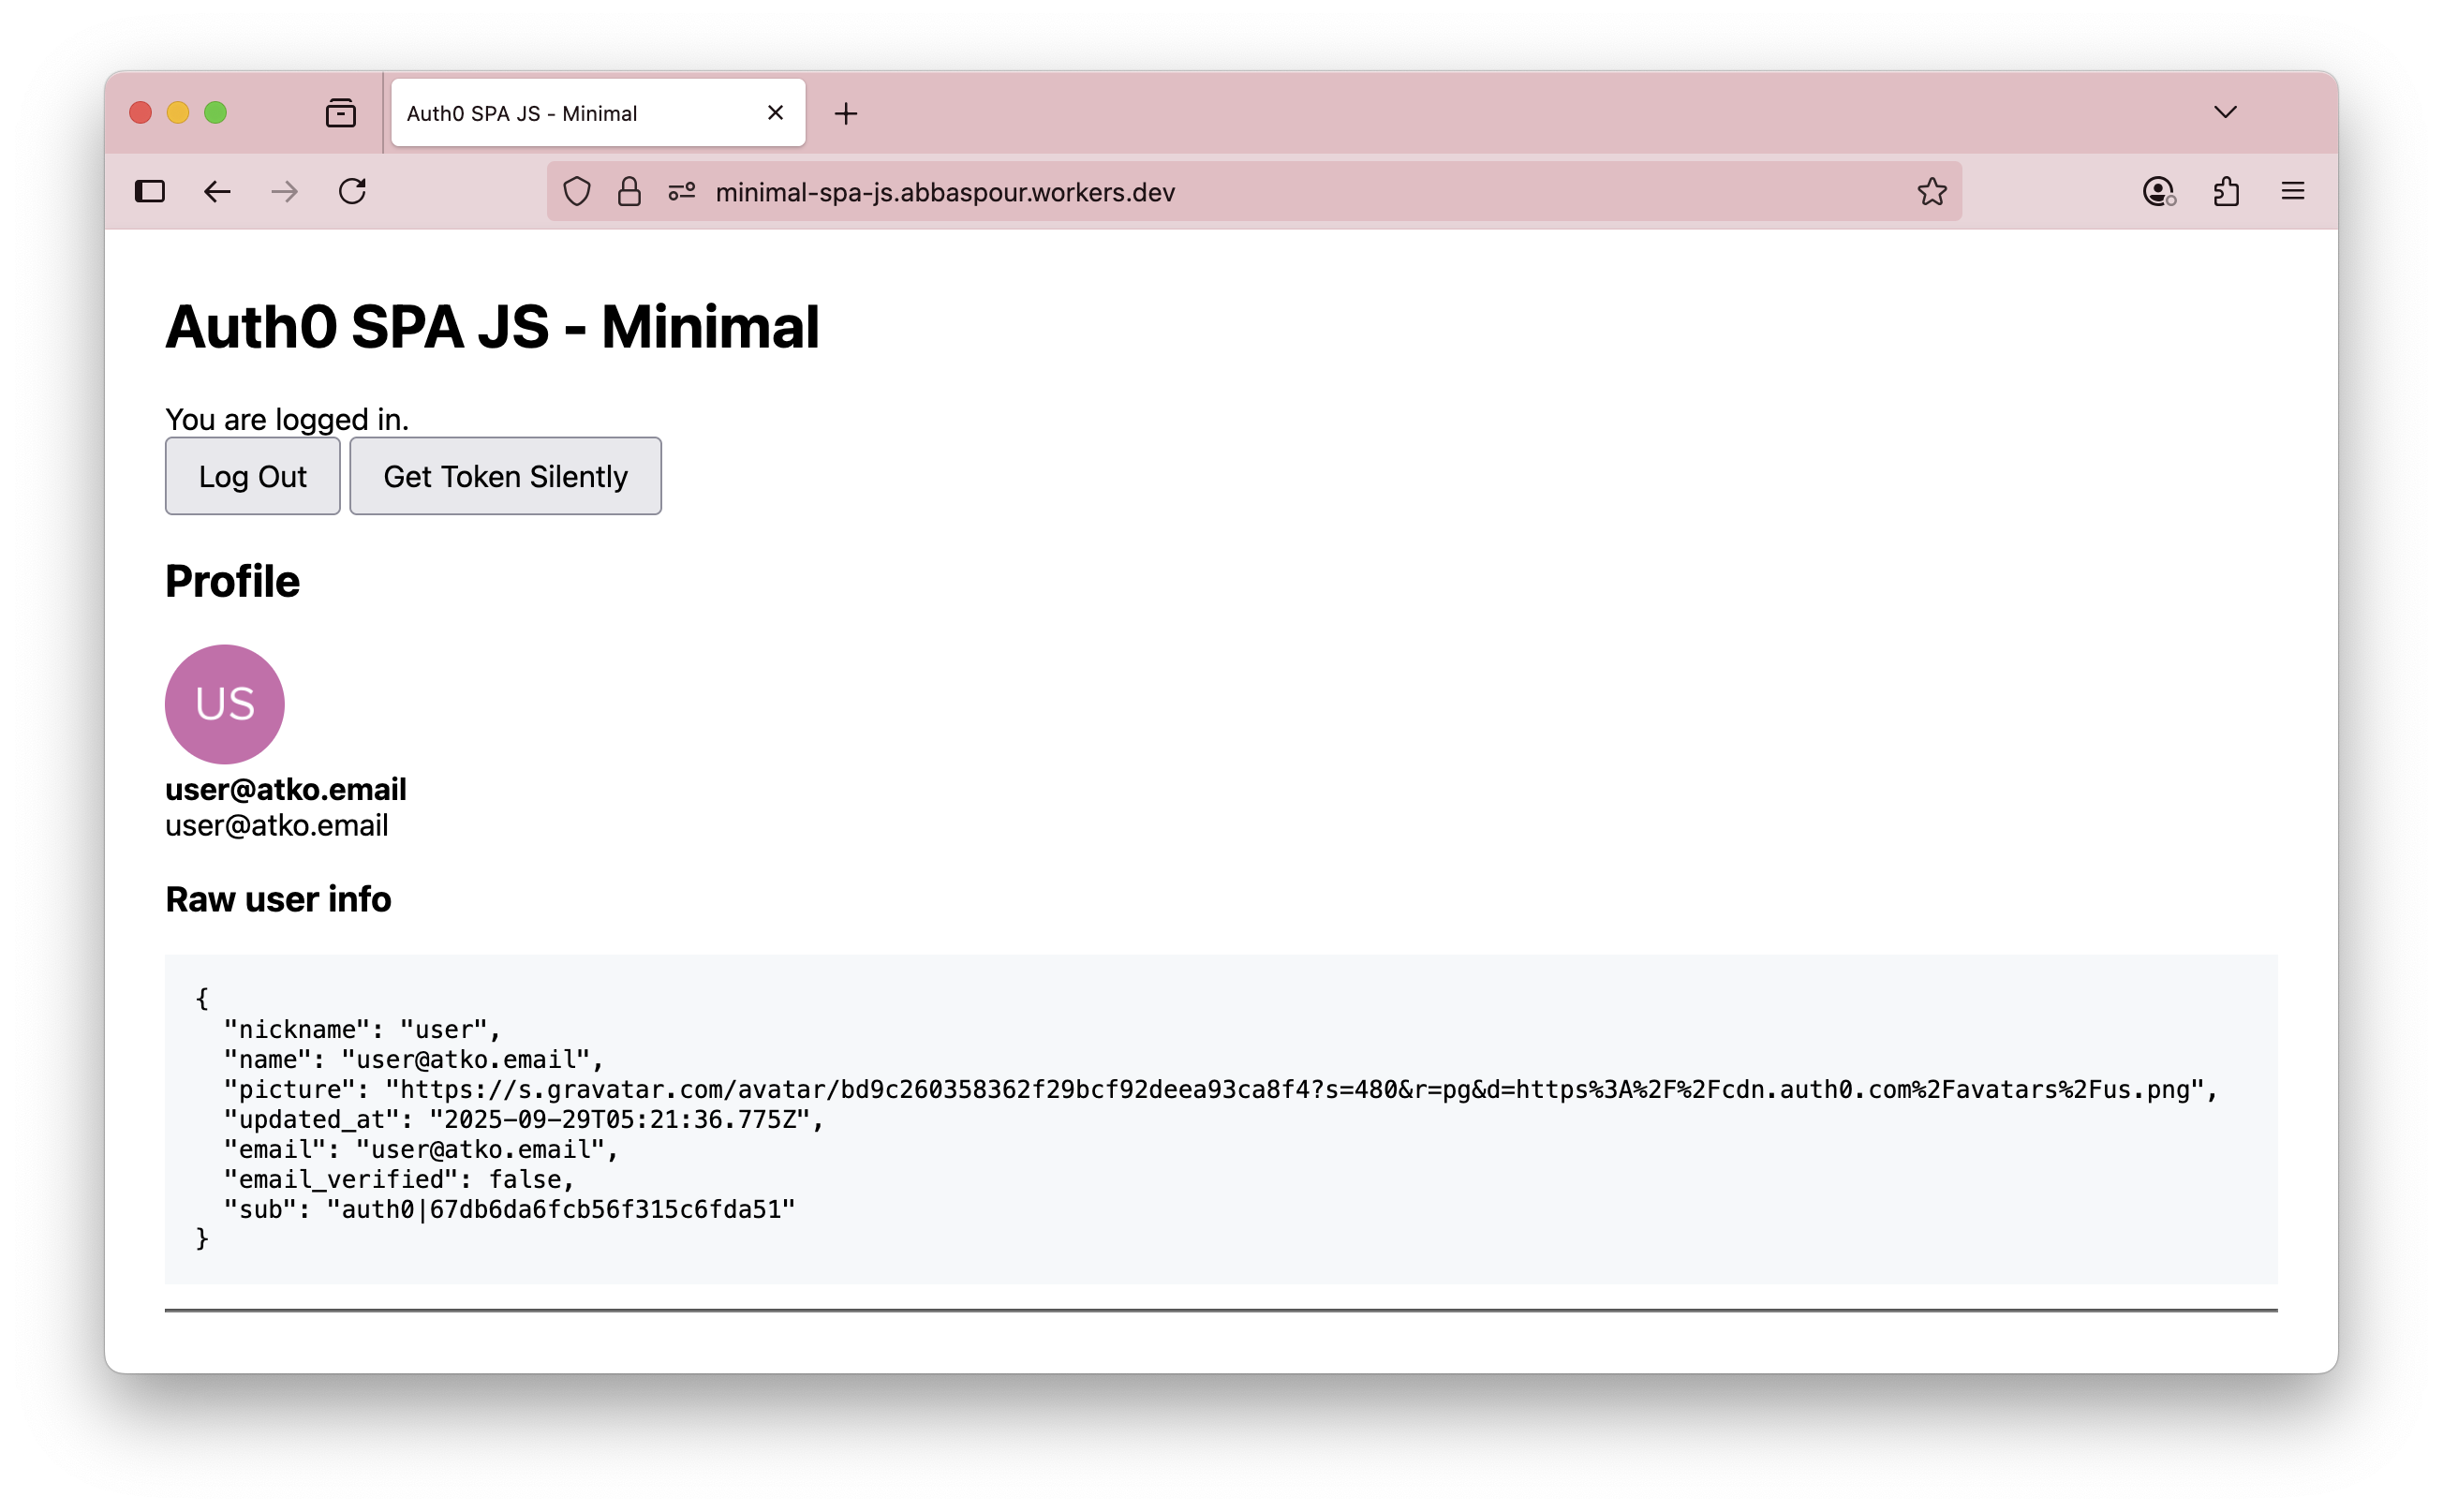 Auth0 SPA JS - Minimal
minimal-spa-js.abbaspour.workers.dev
Auth0 SPA JS - Minimal
You are logged in.
Log Out Get Token Silently
Profile
US
user@atko.email
user@atko.email
Raw user info
{
  "nickname": "user",
  "name": "user@atko.email",
  "picture": "https://s.gravatar.com/avatar/bd9c260358362f29bcf92deea93ca8f4?s=480&r=pg&d=https%3A%2F%2Fcdn.auth0.com%2Favatars%2Fus.png",
  "updated_at": "2025-09-29T05:21:36.775Z",
  "email": "user@atko.email",
  "email_verified": false,
  "sub": "auth0|67db6da6fcb56f315c6fda51"
}